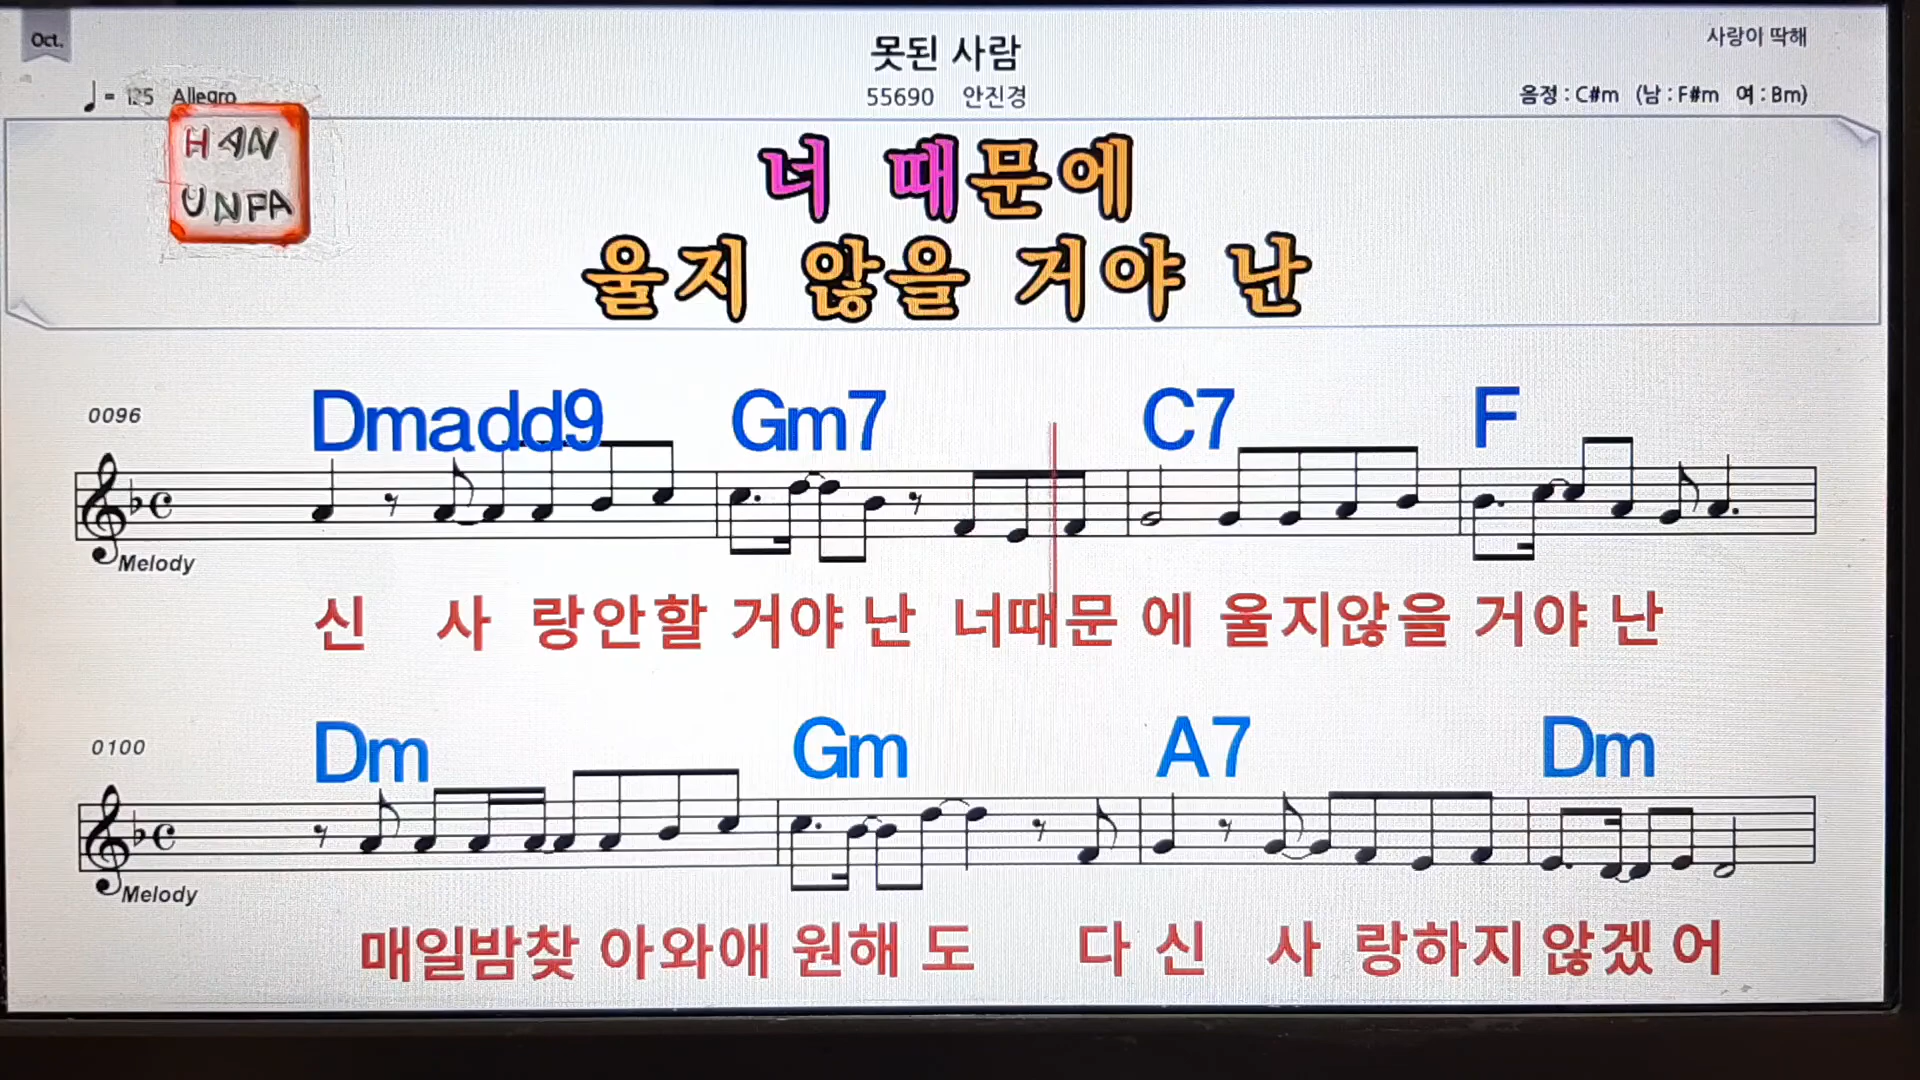 Oct.
못된 사람
사랑이 딱해
♩= 125 Allegro
55690 안진경
음정 : C#m (남 : F#m 여 : Bm)
HAN
UNFA
너 때문에
울지 않을 거야 난
0096
Dmadd9 Gm7 C7 F
Melody
신 사 랑안할 거야 난 너때문 에 울지않을 거야 난
0100
Dm Gm A7 Dm
Melody
매일밤찾 아와애 원해 도 다 신 사 랑하지 않겠 어